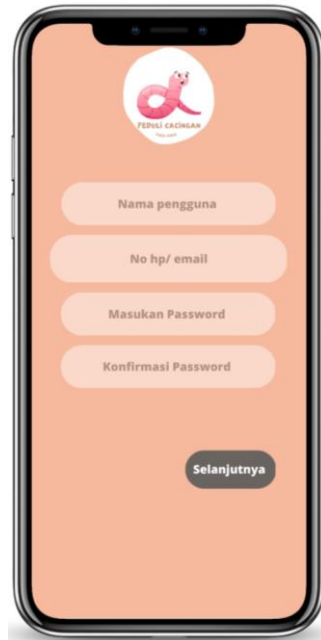 PEDULI CACINGAN
Nama pengguna
No hp/ email
Masukan Password
Konfirmasi Password
Selanjutnya